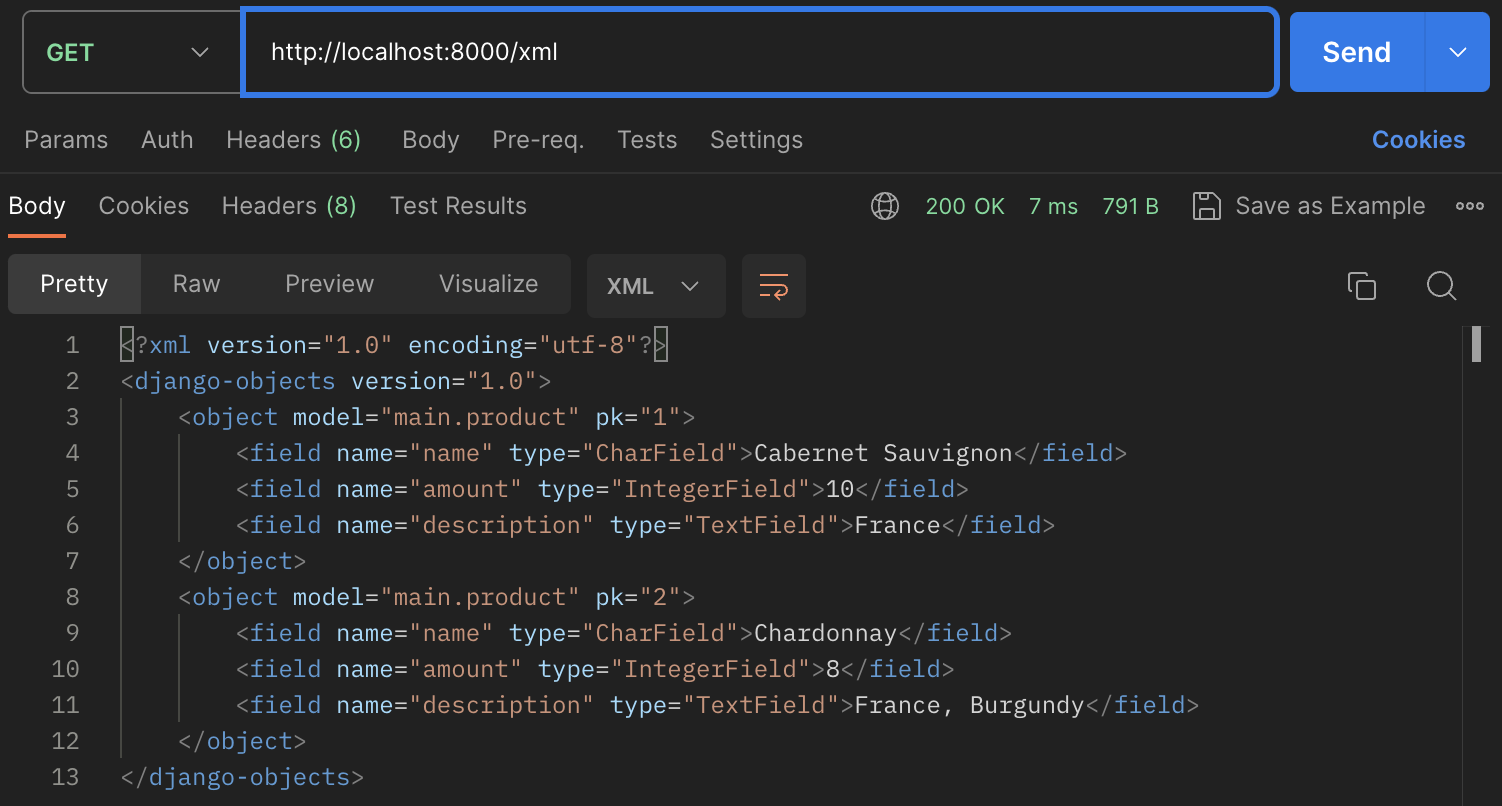 GET http://localhost:8000/xml Send
Params Auth Headers (6) Body Pre-req. Tests Settings Cookies
Body Cookies Headers (8) Test Results 200 OK 7 ms 791 B Save as Example
Pretty Raw Preview Visualize XML
1 <?xml version="1.0" encoding="utf-8"?>
2 <django-objects version="1.0">
3 <object model="main.product" pk="1">
4 <field name="name" type="CharField">Cabernet Sauvignon</field>
5 <field name="amount" type="IntegerField">10</field>
6 <field name="description" type="TextField">France</field>
7 </object>
8 <object model="main.product" pk="2">
9 <field name="name" type="CharField">Chardonnay</field>
10 <field name="amount" type="IntegerField">8</field>
11 <field name="description" type="TextField">France, Burgundy</field>
12 </object>
13 </django-objects>